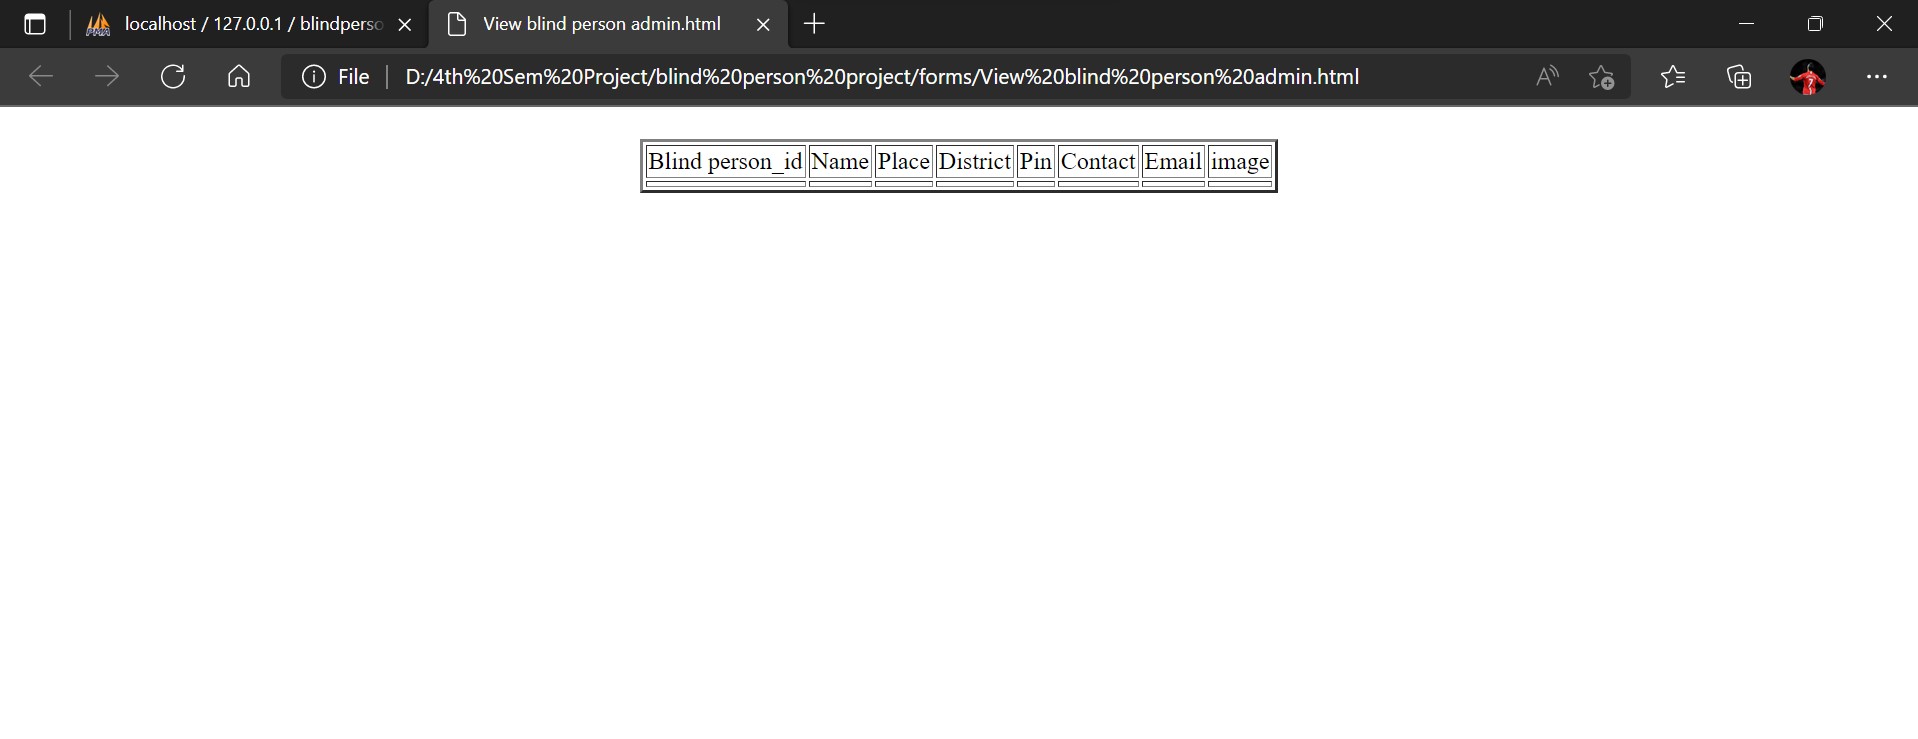 localhost / 127.0.0.1 / blindperso
View blind person admin.html
File
D:/4th%20Sem%20Project/blind%20person%20project/forms/View%20blind%20person%20admin.html
Blind person_id Name Place District Pin Contact Email image